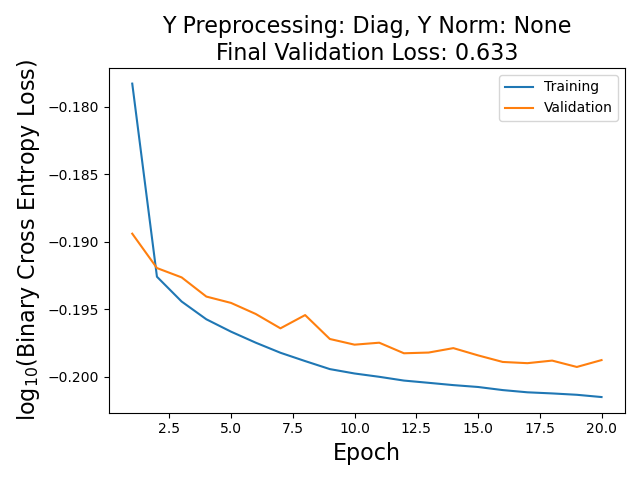 Y Preprocessing: Diag, Y Norm: None
Final Validation Loss: 0.633
Training
Validation
log10(Binary Cross Entropy Loss)
−0.180
−0.185
−0.190
−0.195
−0.200
2.5 5.0 7.5 10.0 12.5 15.0 17.5 20.0
Epoch